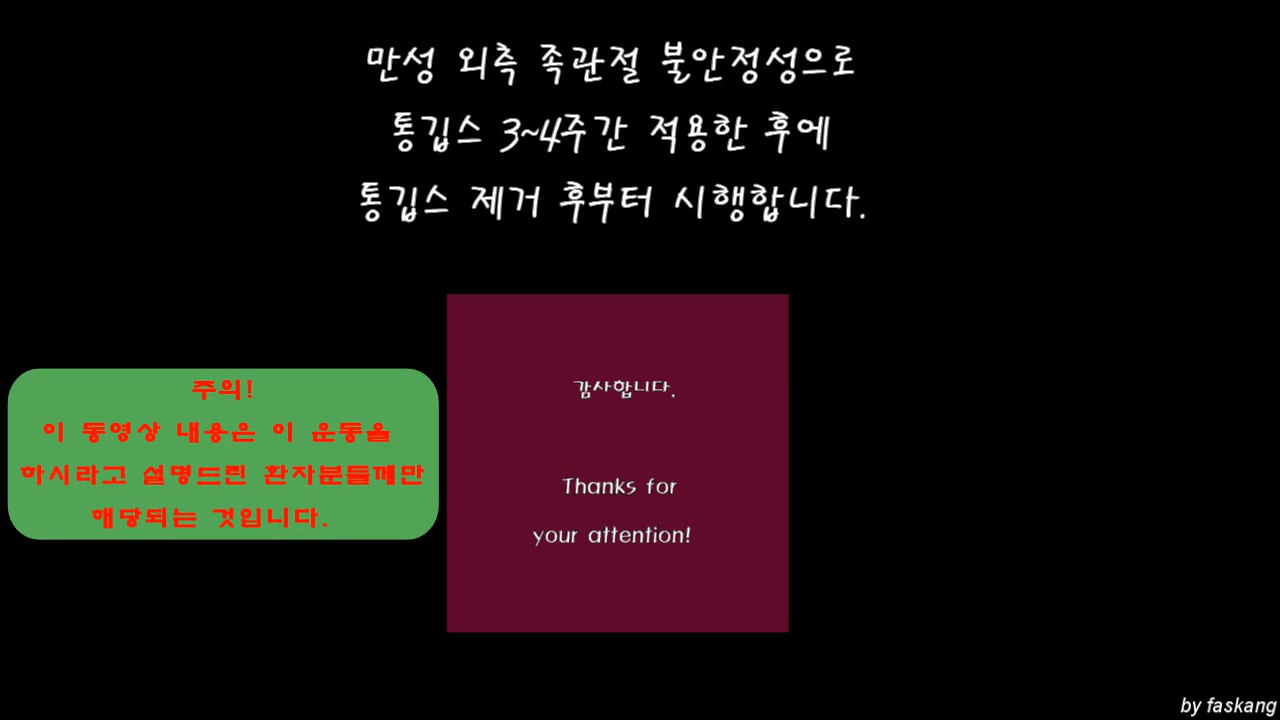 만성 외측 족관절 불안정성으로
통깁스 3~4주간 적용한 후에
통깁스 제거 후부터 시행합니다.
주의!
이 동영상 내용은 이 운동을
하시라고 설명드린 환자분들께만
해당되는 것입니다.
감사합니다.
Thanks for
your attention!
by faskang